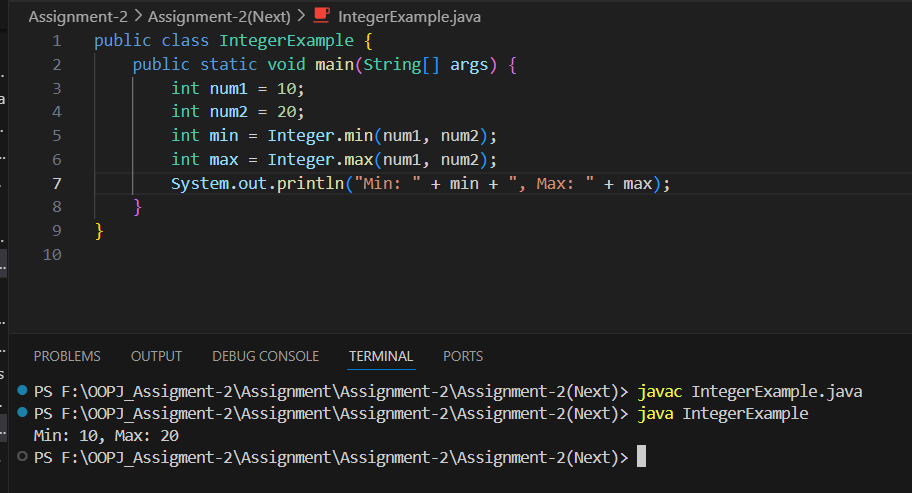 Assignment-2 > Assignment-2(Next) > IntegerExample.java
1 public class IntegerExample {
2 public static void main(String[] args) {
3 int num1 = 10;
4 int num2 = 20;
5 int min = Integer.min(num1, num2);
6 int max = Integer.max(num1, num2);
7 System.out.println("Min: " + min + ", Max: " + max);
8 }
9 }
10
PROBLEMS OUTPUT DEBUG CONSOLE TERMINAL PORTS
PS F:\OOPJ_Assigment-2\Assignment\Assignment-2\Assignment-2(Next)> javac IntegerExample.java
PS F:\OOPJ_Assigment-2\Assignment\Assignment-2\Assignment-2(Next)> java IntegerExample
Min: 10, Max: 20
PS F:\OOPJ_Assigment-2\Assignment\Assignment-2\Assignment-2(Next)>